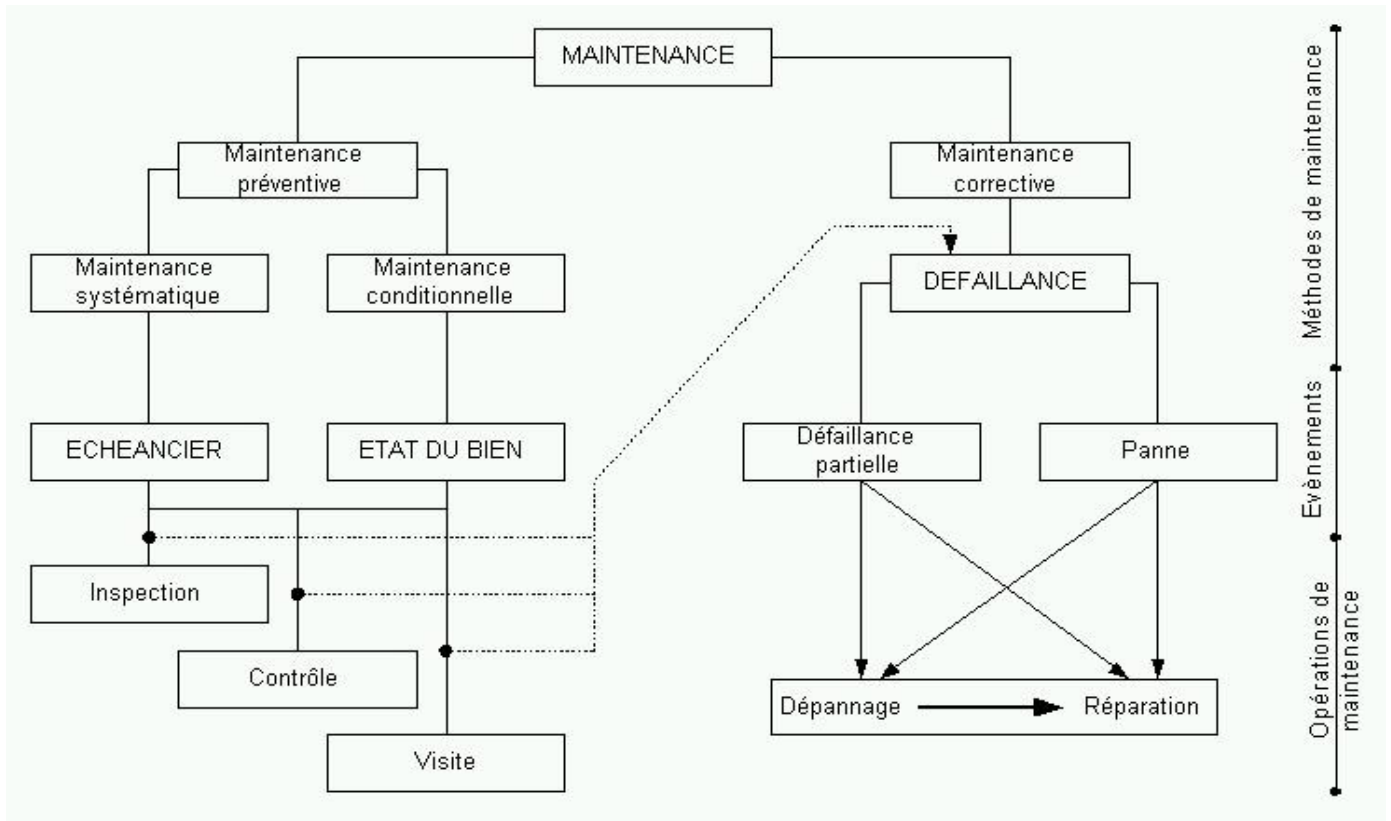 MAINTENANCE
Maintenance
préventive
Maintenance
corrective
Maintenance
systématique
Maintenance
conditionnelle
DEFAILLANCE
ECHEANCIER
ETAT DU BIEN
Défaillance
partielle
Panne
Inspection
Contrôle
Visite
Dépannage
Réparation
Méthodes de maintenance
Evènements
Opérations de
maintenance